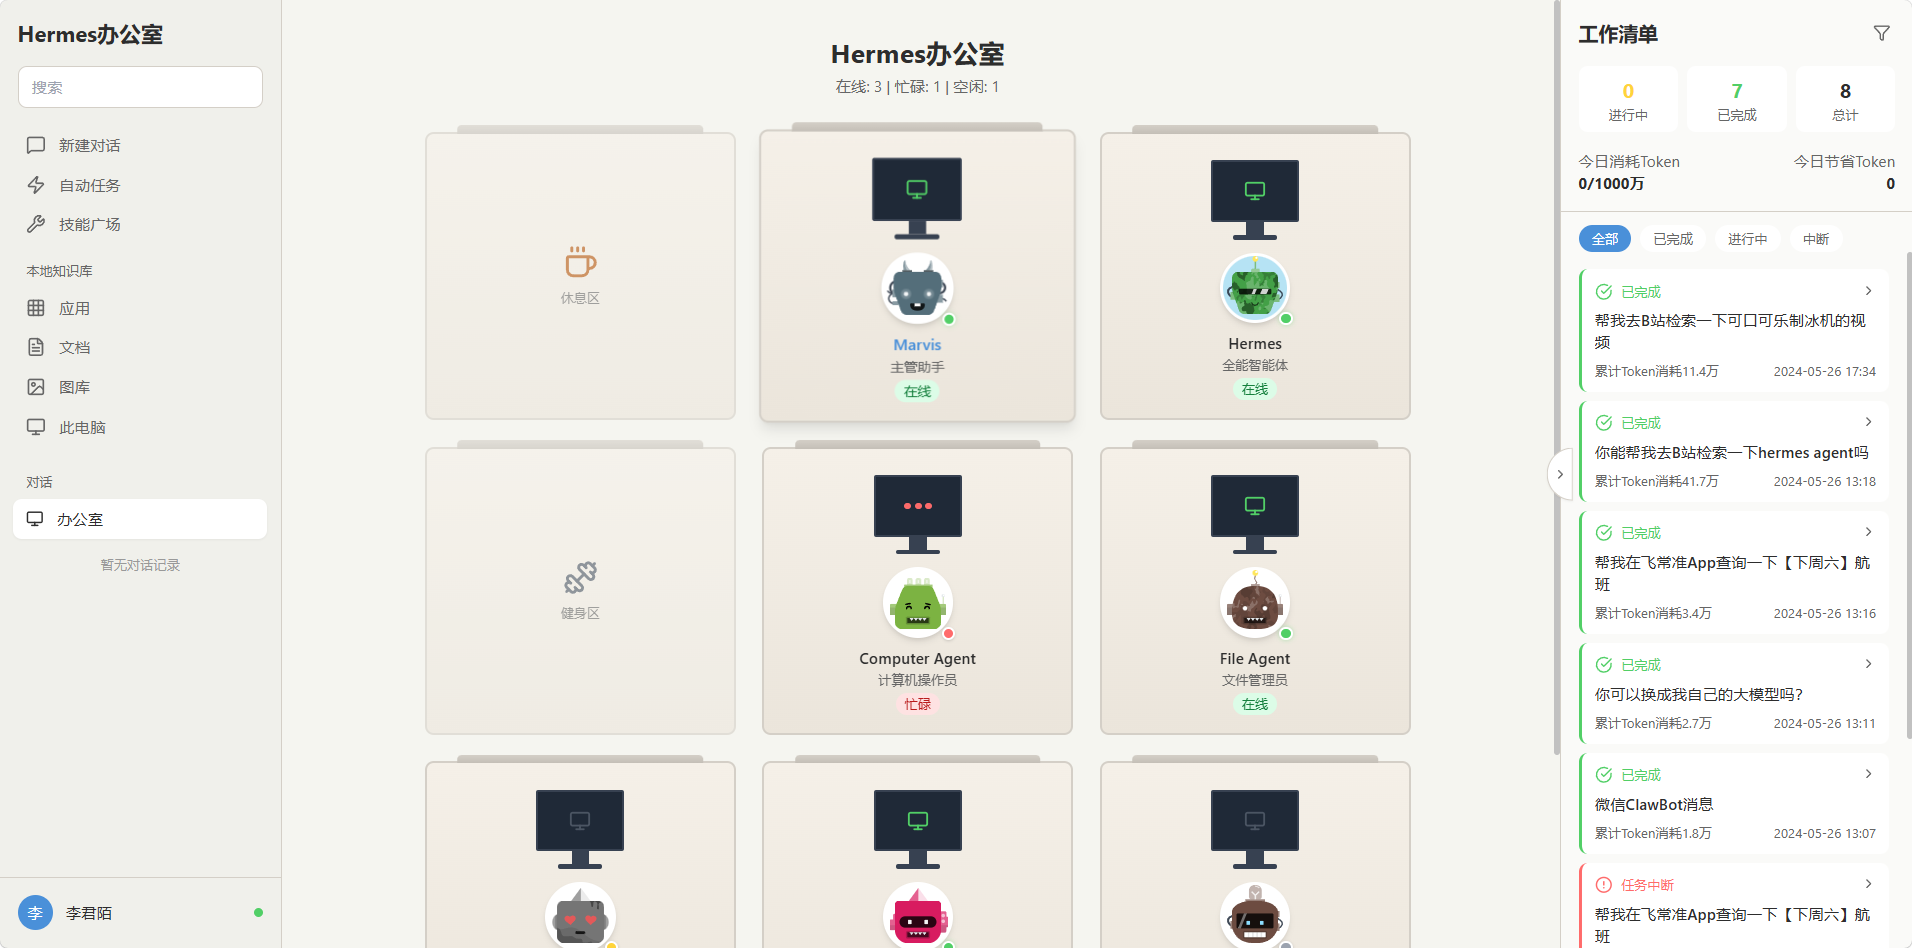 Hermes办公室
搜索
新建对话
自动任务
技能广场
本地知识库
应用
文档
图库
此电脑
对话
办公室
暂无对话记录
李
李君陌
Hermes办公室
在线: 3 | 忙碌: 1 | 空闲: 1
休息区
Marvis
主管助手
在线
Hermes
全能智能体
在线
健身区
Computer Agent
计算机操作员
忙碌
File Agent
文件管理员
在线
工作清单
0
进行中
7
已完成
8
总计
今日消耗Token
0/1000万
今日节省Token
0
全部
已完成
进行中
中断
已完成
帮我去B站检索一下可口可乐制冰机的视
频
累计Token消耗11.4万
2024-05-26 17:34
已完成
你能帮我去B站检索一下hermes agent吗
累计Token消耗41.7万
2024-05-26 13:18
已完成
帮我在飞常准App查询一下【下周六】航
班
累计Token消耗3.4万
2024-05-26 13:16
已完成
你可以换成我自己的大模型吗?
累计Token消耗2.7万
2024-05-26 13:11
已完成
微信ClawBot消息
累计Token消耗1.8万
2024-05-26 13:07
任务中断
帮我在飞常准App查询一下【下周六】航
班